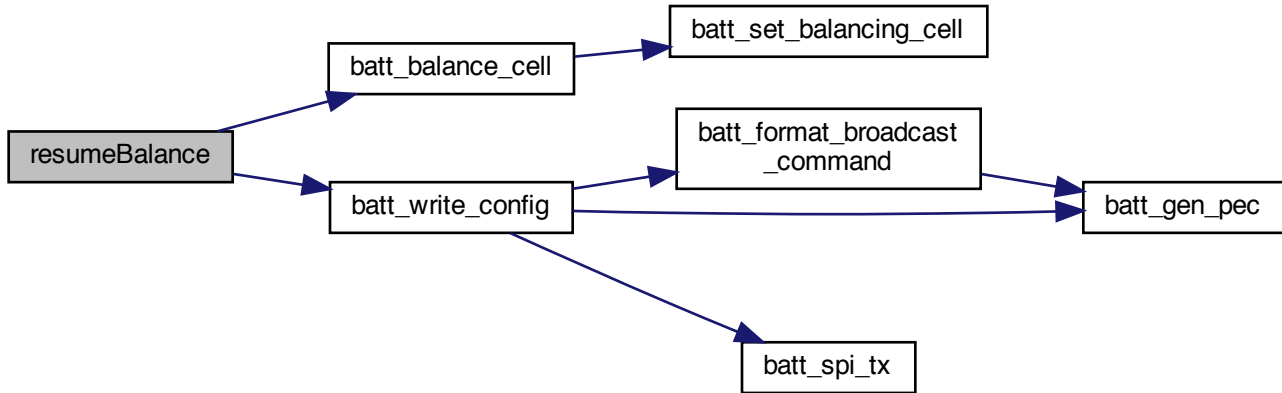 batt_set_balancing_cell
batt_balance_cell
resumeBalance
batt_format_broadcast
_command
batt_write_config
batt_gen_pec
batt_spi_tx